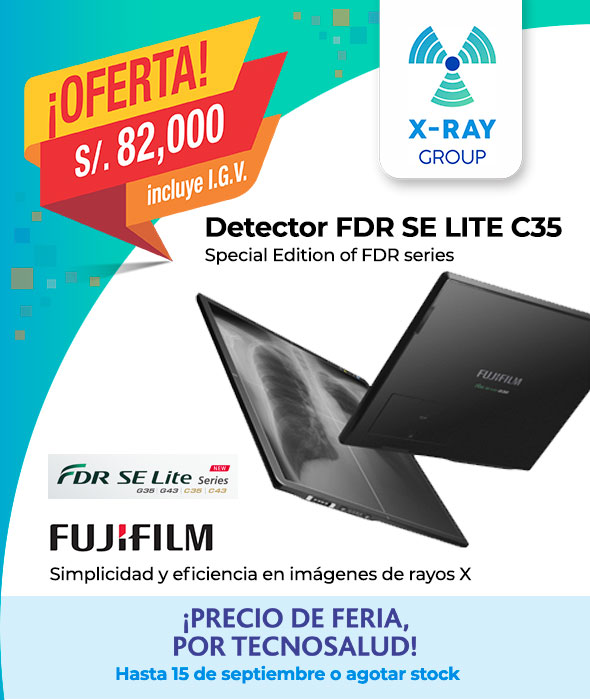 ¡OFERTA!
S/. 82,000
incluye I.G.V.
X-RAY
GROUP
Detector FDR SE LITE C35
Special Edition of FDR series
FUJIFILM
FDR SE Lite
NEW
Series
G35 | G43 | C35 | C43
FUJIFILM
Simplicidad y eficiencia en imágenes de rayos X
¡PRECIO DE FERIA,
POR TECNOSALUD!
Hasta 15 de septiembre o agotar stock